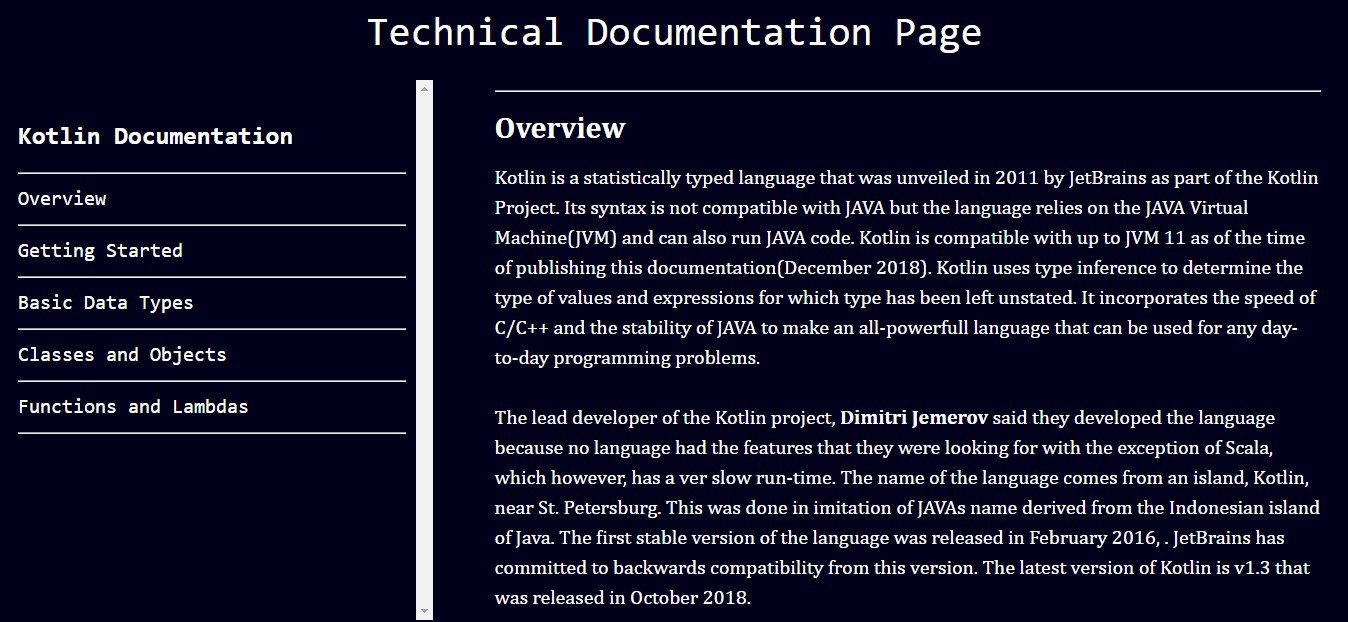 Technical Documentation Page
Kotlin Documentation
Overview
Getting Started
Basic Data Types
Classes and Objects
Functions and Lambdas
Overview
Kotlin is a statistically typed language that was unveiled in 2011 by JetBrains as part of the Kotlin
Project. Its syntax is not compatible with JAVA but the language relies on the JAVA Virtual
Machine(JVM) and can also run JAVA code. Kotlin is compatible with up to JVM 11 as of the time
of publishing this documentation(December 2018). Kotlin uses type inference to determine the
type of values and expressions for which type has been left unstated. It incorporates the speed of
C/C++ and the stability of JAVA to make an all-powerfull language that can be used for any day-
to-day programming problems.
The lead developer of the Kotlin project, Dimitri Jemerov said they developed the language
because no language had the features that they were looking for with the exception of Scala,
which however, has a ver slow run-time. The name of the language comes from an island, Kotlin,
near St. Petersburg. This was done in imitation of JAVAs name derived from the Indonesian island
of Java. The first stable version of the language was released in February 2016, . JetBrains has
committed to backwards compatibility from this version. The latest version of Kotlin is v1.3 that
was released in October 2018.